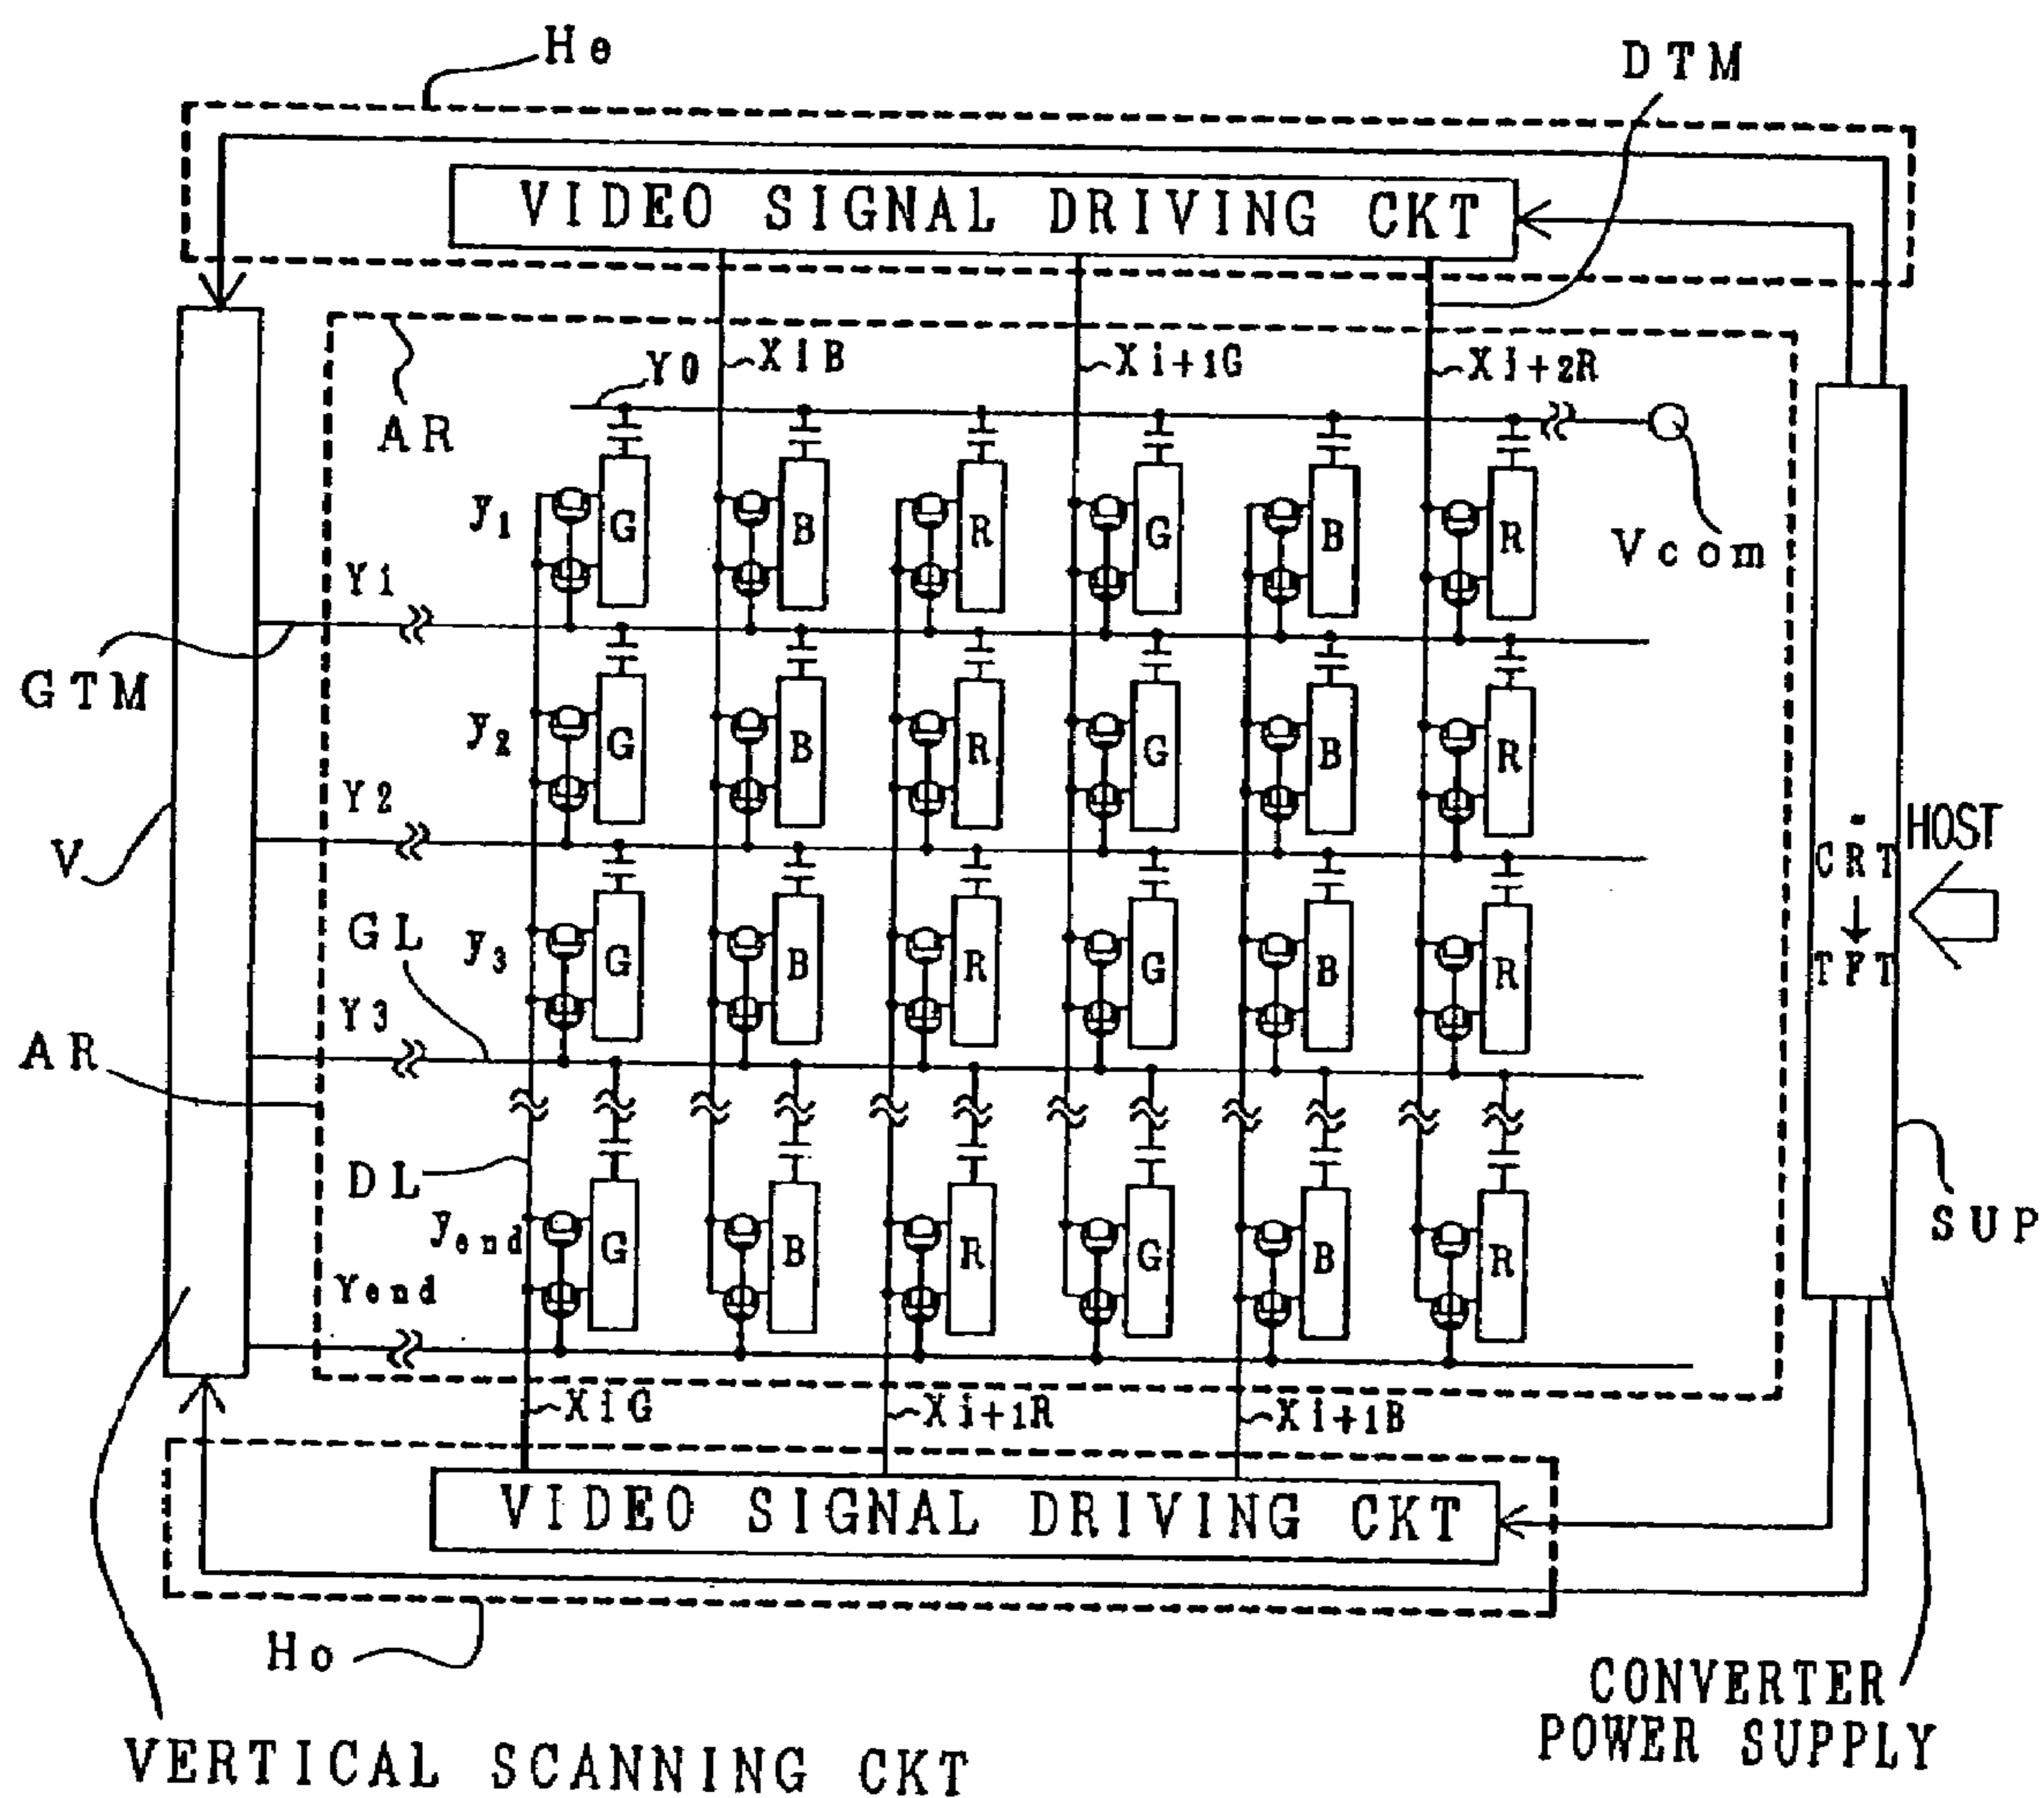 He
DTM
VIDEO SIGNAL DRIVING CKT
XiB
Xi+1G
Xi+2R
Y0
AR
Vcom
y1
G B R G B R
Y1
GTM
y2
G B R G B R
Y2
V
HOST
CRT
TFT
GL
y3
G B R G B R
Y3
AR
DL
SUP
yend
G B R G B R
Yend
XiG
Xi+1R
Xi+1B
VIDEO SIGNAL DRIVING CKT
Ho
CONVERTER
POWER SUPPLY
VERTICAL SCANNING CKT